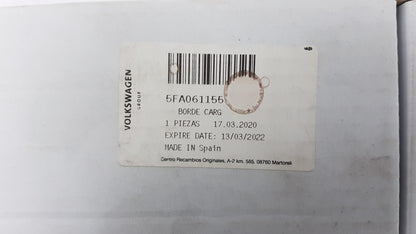 VOLKSWAGEN
GROUP
5FA061155
BORDE CARG
1 PIEZAS 17.03.2020
EXPIRE DATE: 13/03/2022
MADE IN Spain
Centro Recambios Originales, A-2 km. 585, 08760 Martorell